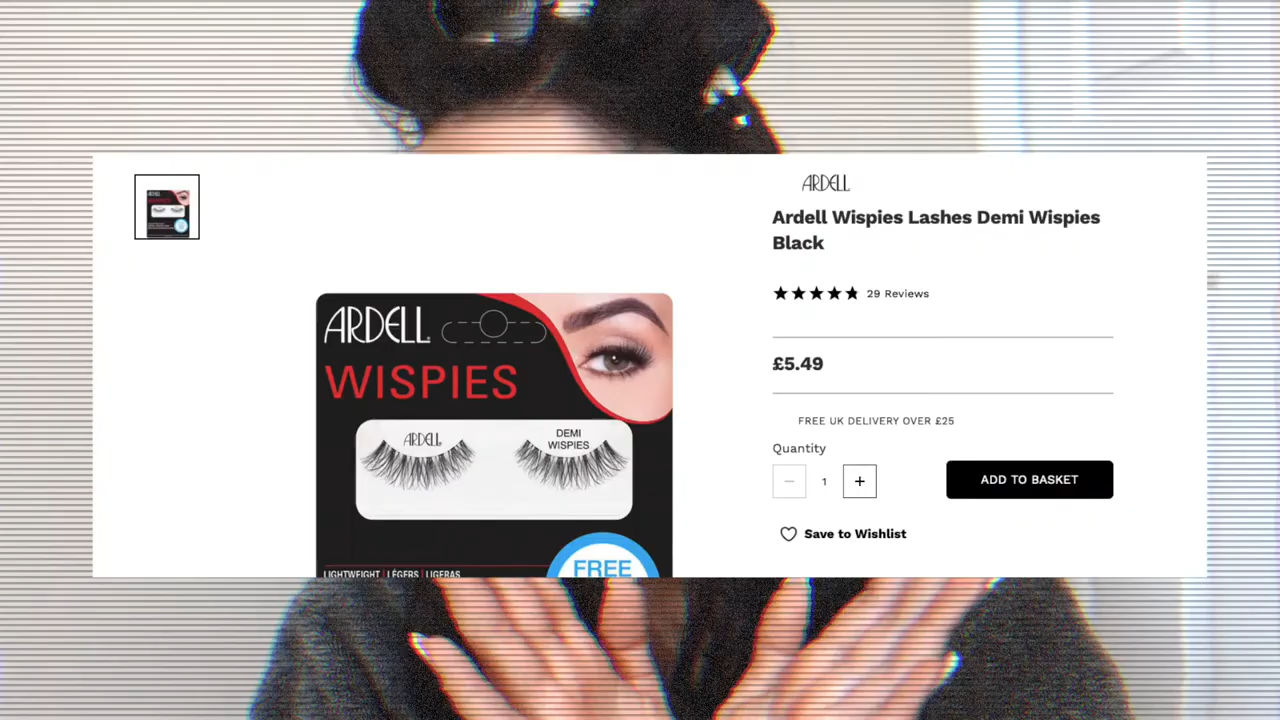 ARDELL
Ardell Wispies Lashes Demi Wispies
Black
29 Reviews
£5.49
FREE UK DELIVERY OVER £25
Quantity
1
ADD TO BASKET
Save to Wishlist
ARDELL
WISPIES
ARDELL
DEMI
WISPIES
LIGHTWEIGHT | LÉGERS | LIGERAS
FREE